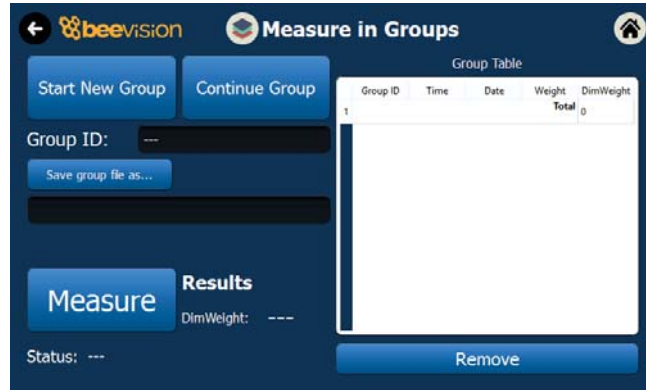 beevision Measure in Groups
Start New Group Continue Group
Group ID: ---
Save group file as...
Measure
Results
DimWeight: ---
Status: ---
Group Table
Group ID Time Date Weight DimWeight
1 Total 0
Remove